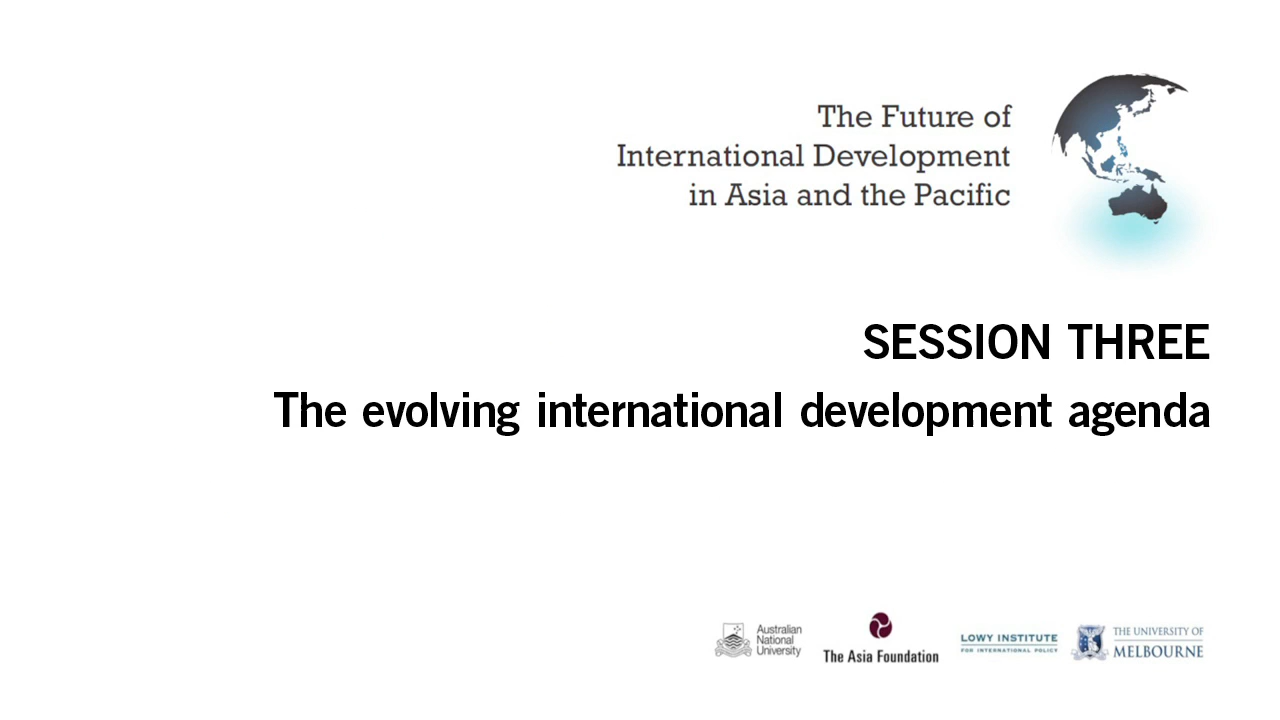 The Future of
International Development
in Asia and the Pacific
SESSION THREE
The evolving international development agenda
Australian
National
University
The Asia Foundation
LOWY INSTITUTE
FOR INTERNATIONAL POLICY
THE UNIVERSITY OF
MELBOURNE